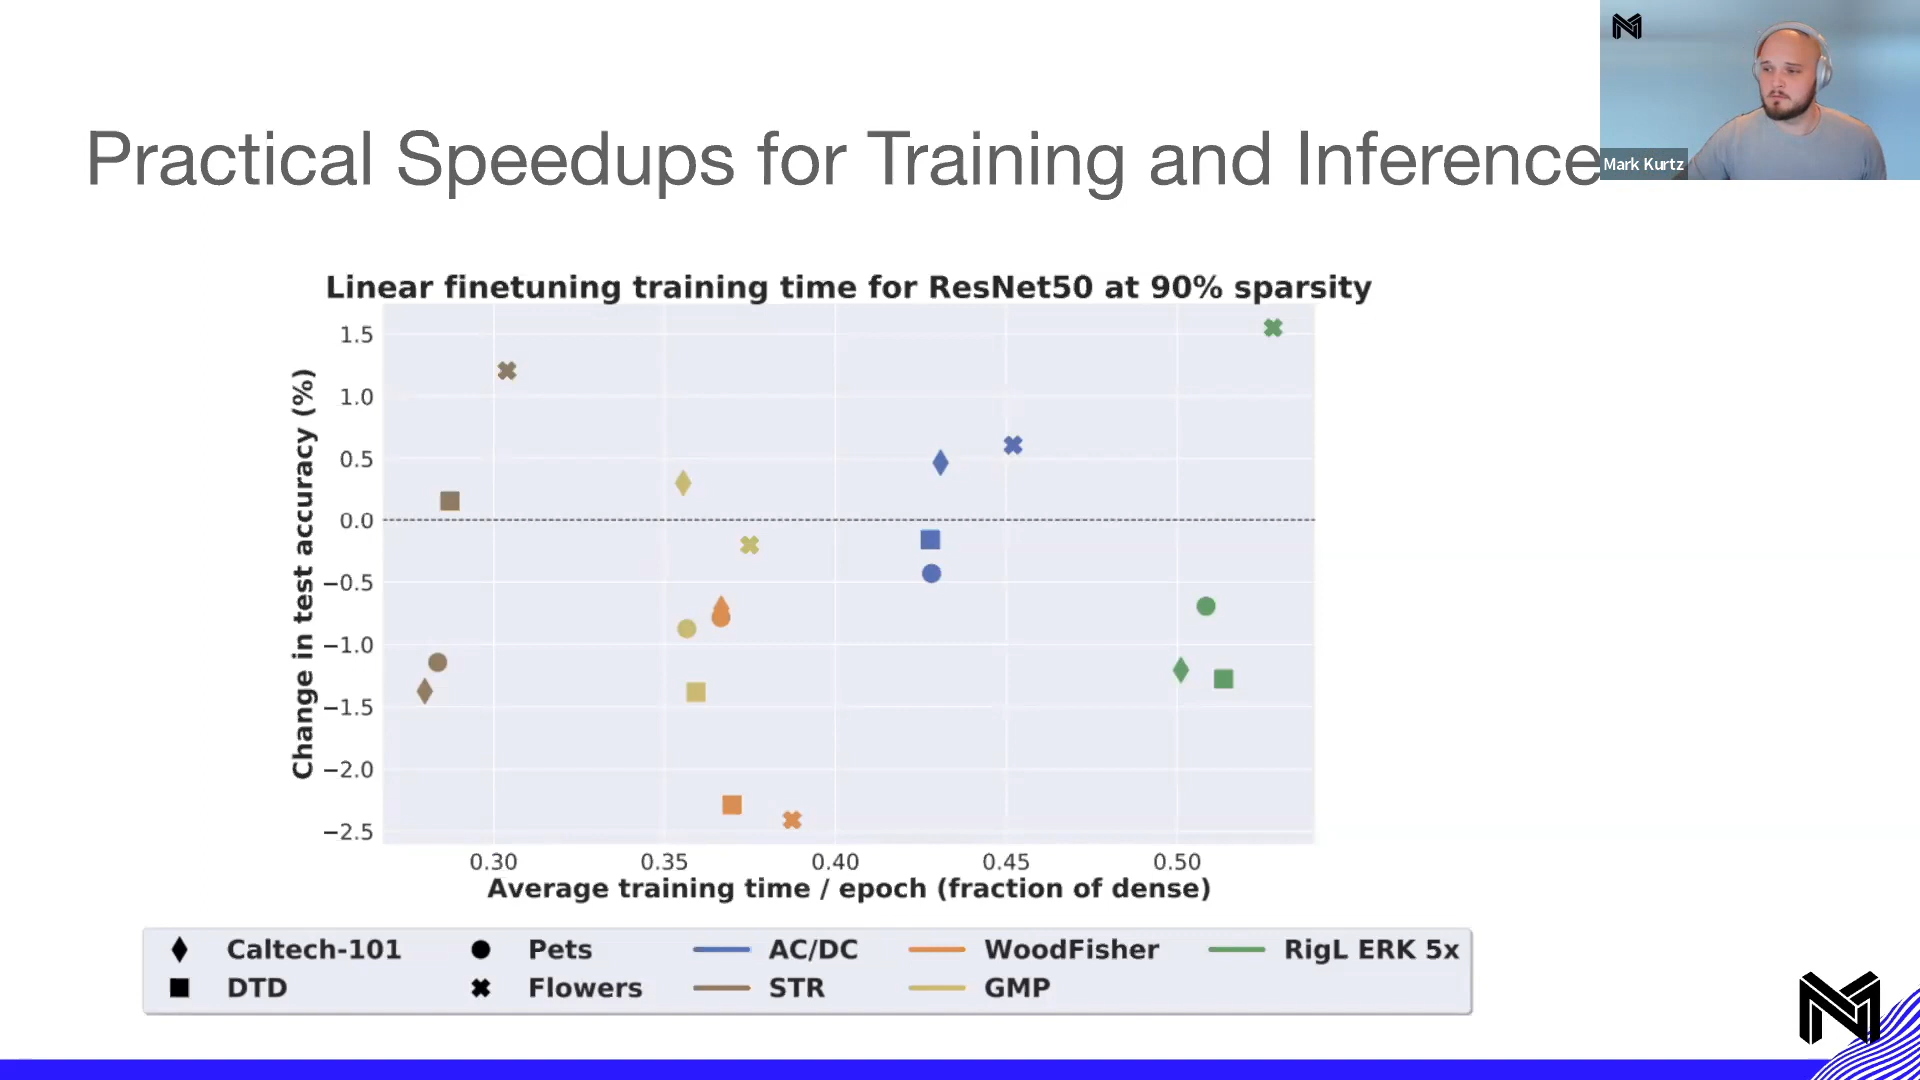 Mark Kurtz
Practical Speedups for Training and Inference
Linear finetuning training time for ResNet50 at 90% sparsity
Change in test accuracy (%)
1.5
1.0
0.5
0.0
−0.5
−1.0
−1.5
−2.0
−2.5
0.30 0.35 0.40 0.45 0.50
Average training time / epoch (fraction of dense)
Caltech-101 Pets AC/DC WoodFisher RigL ERK 5x
DTD Flowers STR GMP